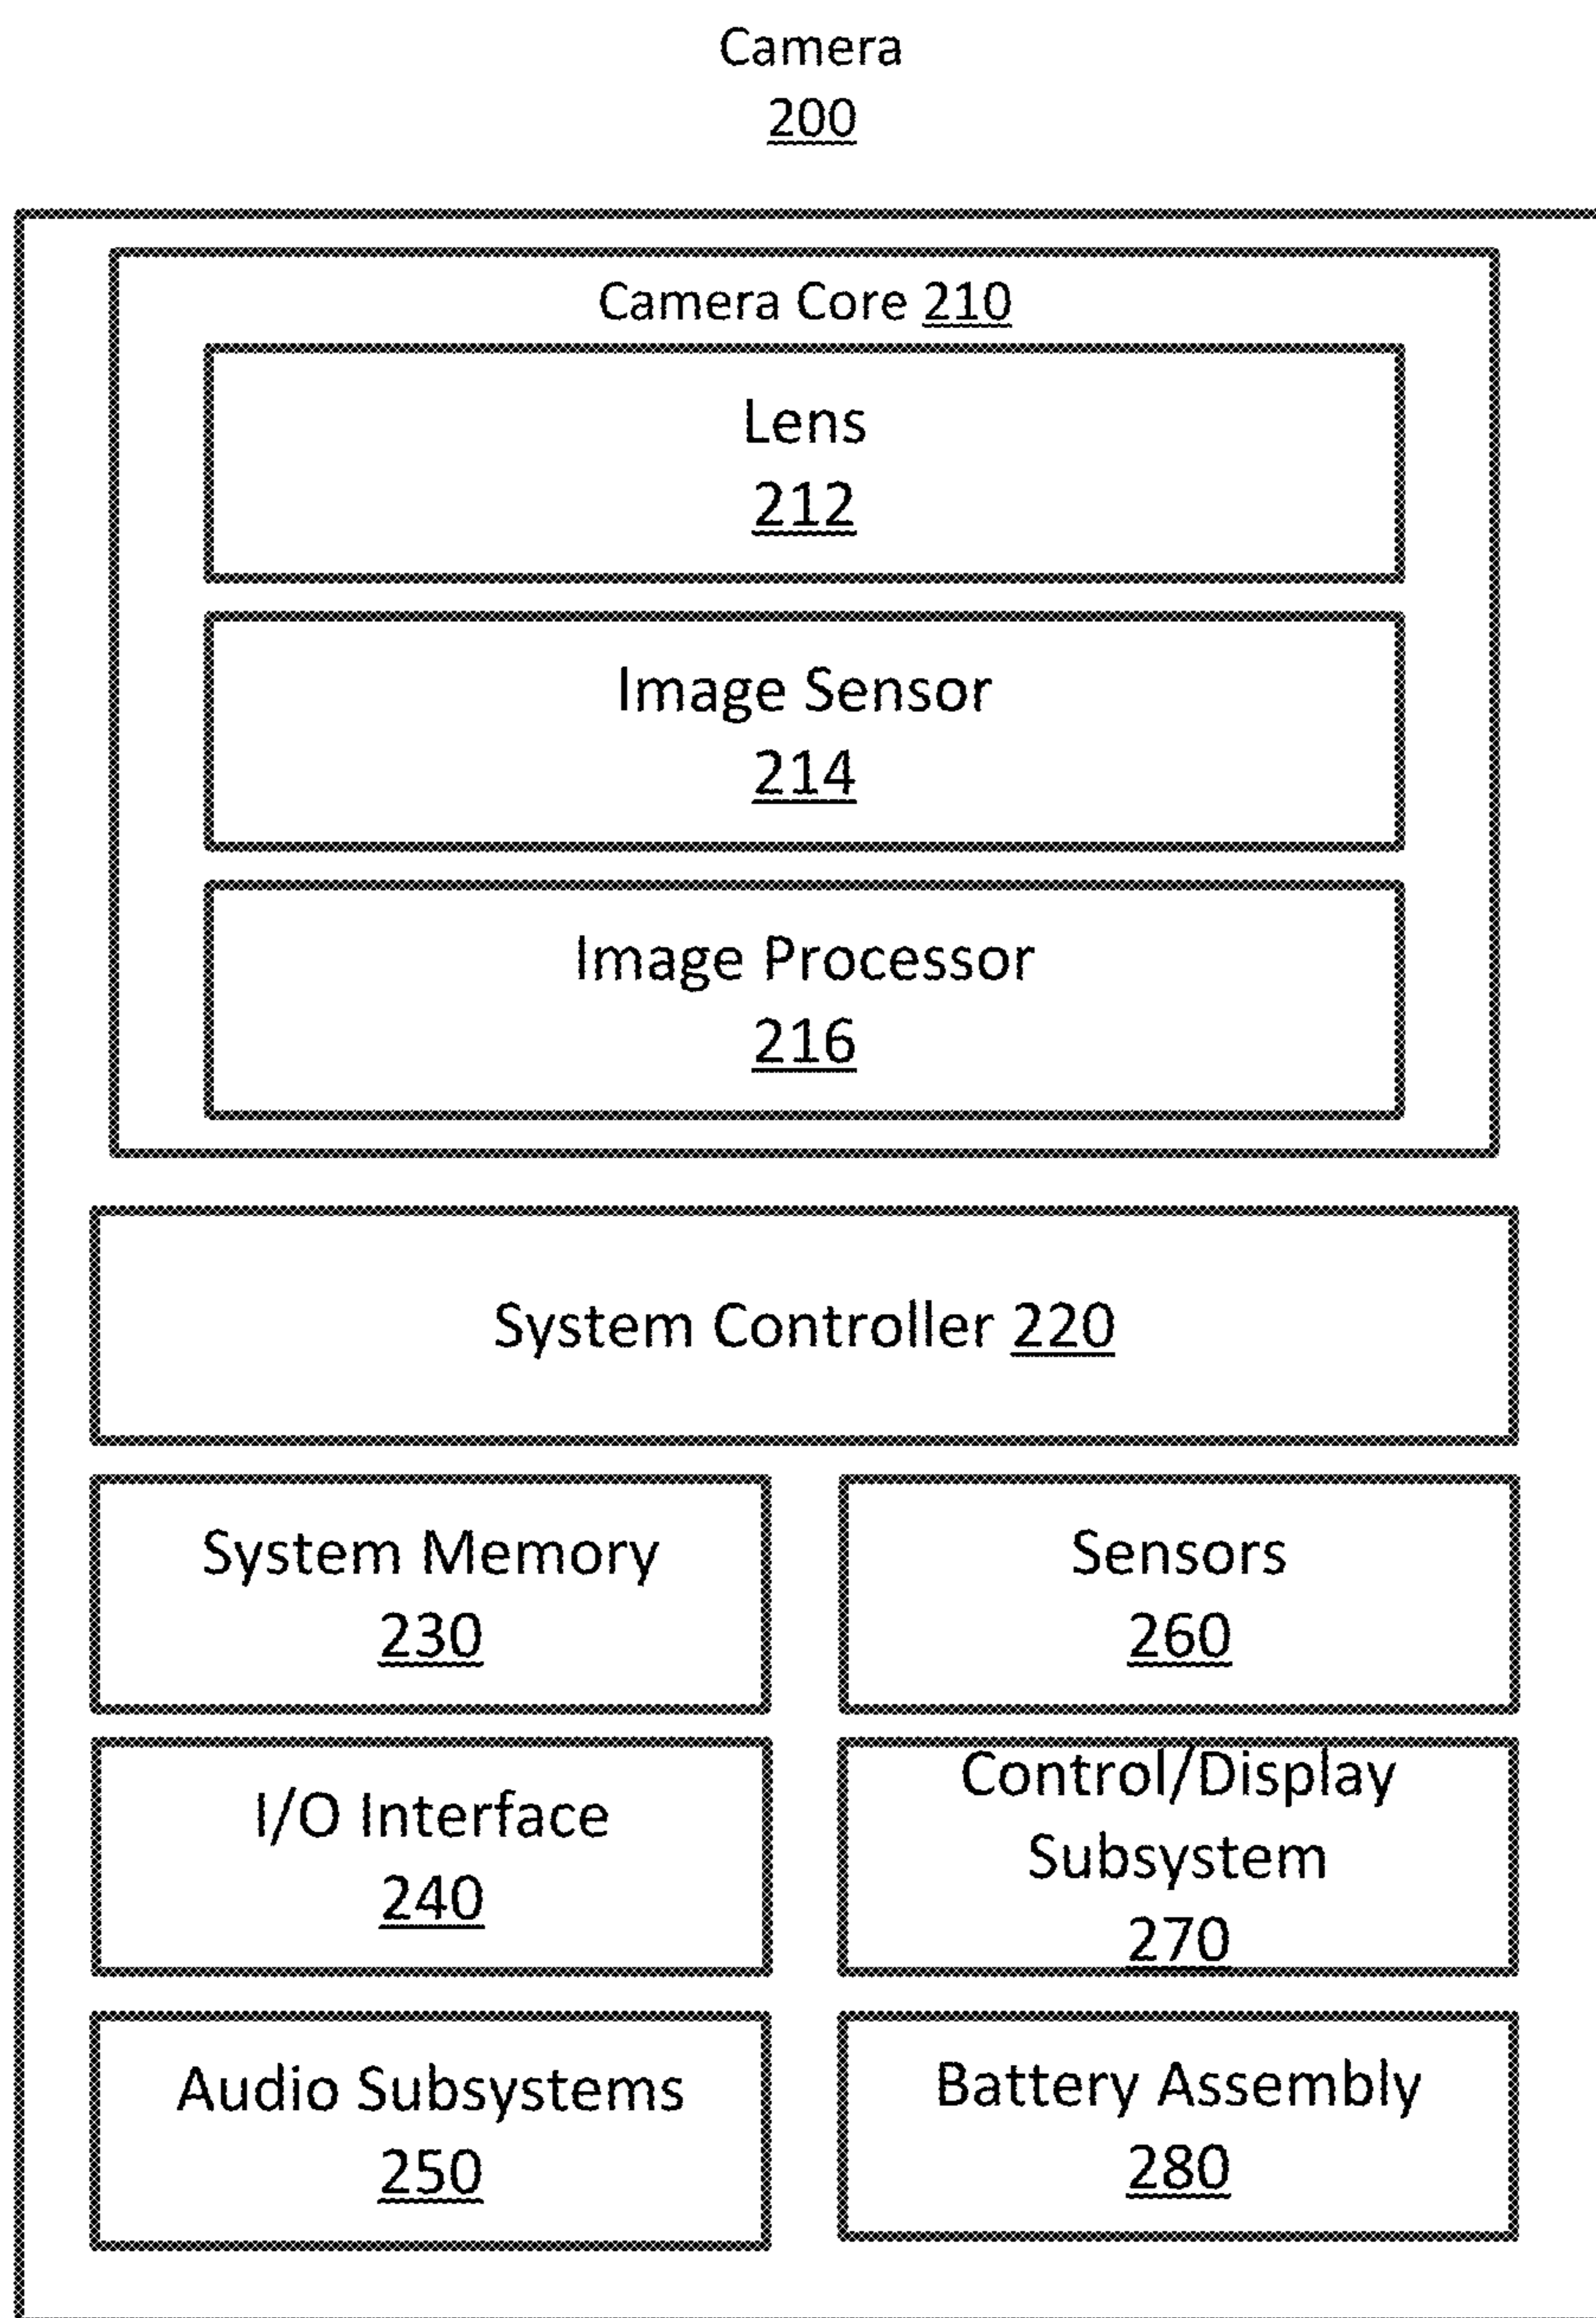 Camera
200
Camera Core 210
Lens
212
Image Sensor
214
Image Processor
216
System Controller 220
System Memory
230
Sensors
260
I/O Interface
240
Control/Display
Subsystem
270
Audio Subsystems
250
Battery Assembly
280